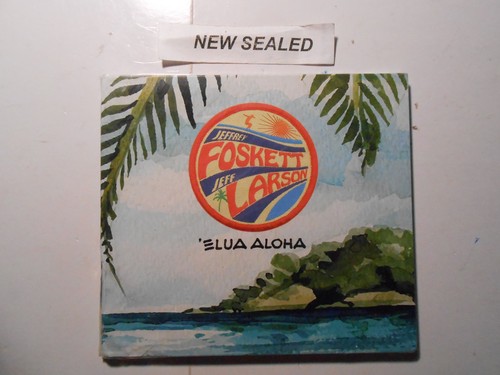 NEW SEALED
JEFFREY
FOSKETT
JEFF
LARSON
'ELUA ALOHA